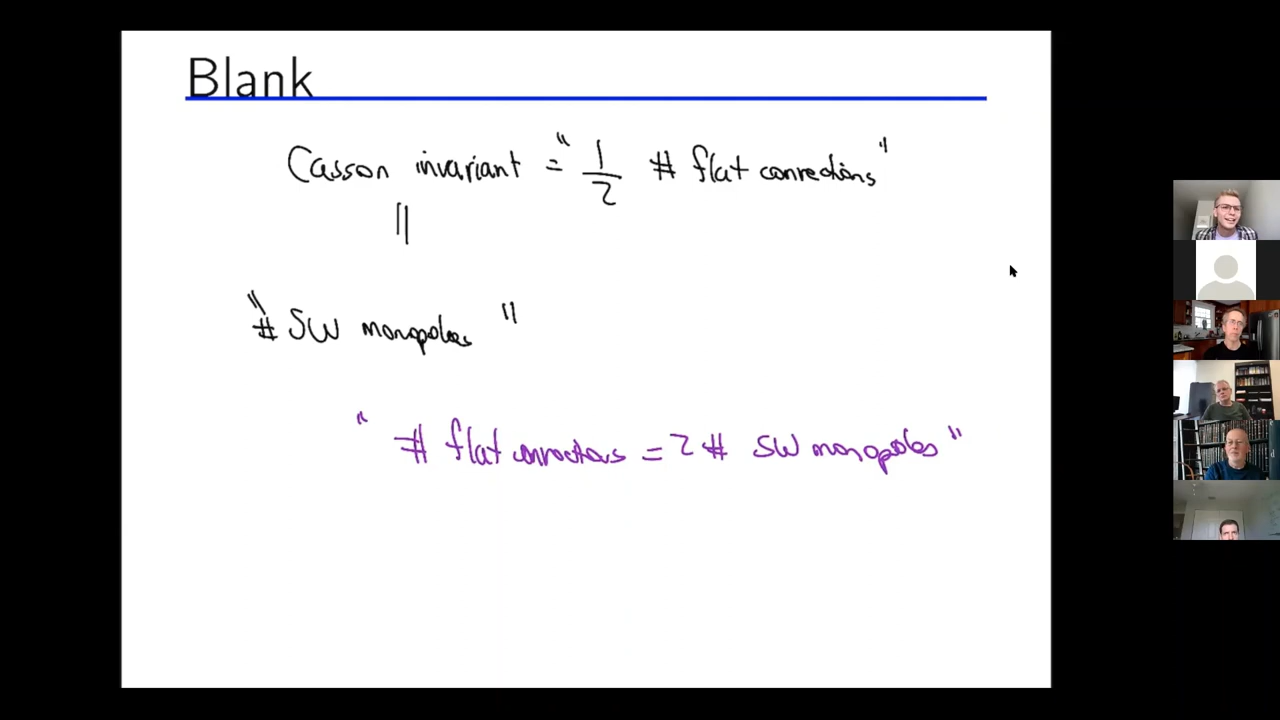 Blank
Casson invariant = " 1/2 # flat connections "
||
" # SW monopoles "
" # flat connections = 2 # SW monopoles "